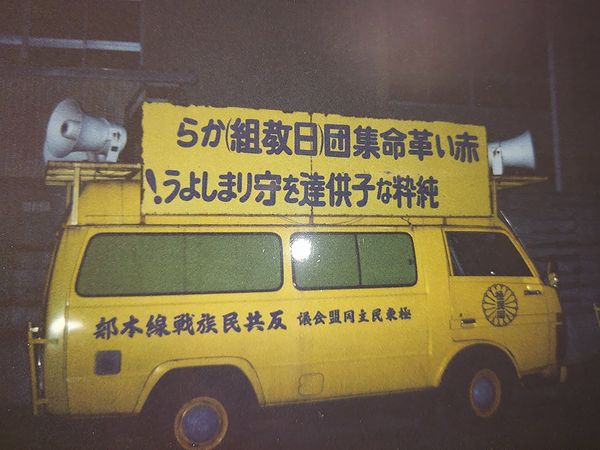 赤い革命集団(日教組)から
純粋な子供達を守りましょう!
極東民主同盟会議 反共民族戦線本部